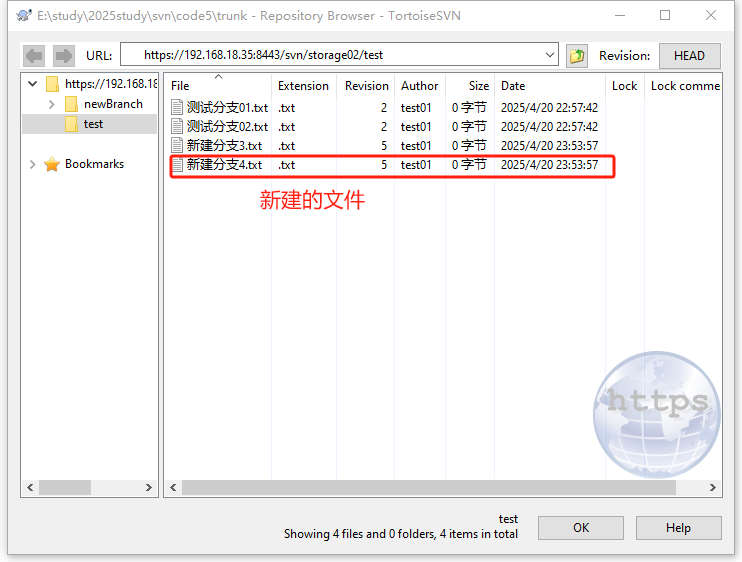 E:\study\2025study\svn\code5\trunk - Repository Browser - TortoiseSVN
URL: https://192.168.18.35:8443/svn/storage02/test Revision: HEAD
https://192.168.18
newBranch
test
Bookmarks
File Extension Revision Author Size Date Lock Lock comme
测试分支01.txt .txt 2 test01 0 字节 2025/4/20 22:57:42
测试分支02.txt .txt 2 test01 0 字节 2025/4/20 22:57:42
新建分支3.txt .txt 5 test01 0 字节 2025/4/20 23:53:57
新建分支4.txt .txt 5 test01 0 字节 2025/4/20 23:53:57
新建的文件
https
test
Showing 4 files and 0 folders, 4 items in total
OK Help